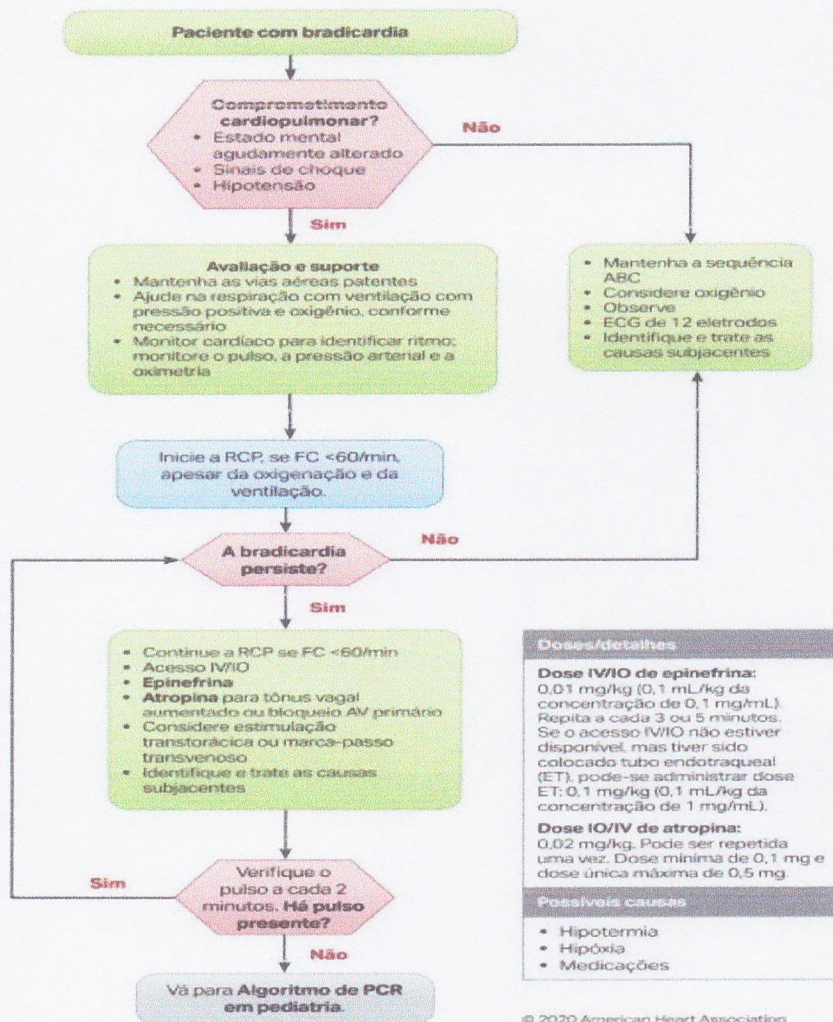 Paciente com bradicardia
Comprometimento
cardiopulmonar?
• Estado mental
agudamente alterado
• Sinais de choque
• Hipotensão
Não
Sim
Avaliação e suporte
• Mantenha as vias aéreas patentes
• Ajude na respiração com ventilação com
pressão positiva e oxigênio, conforme
necessário
• Monitor cardíaco para identificar ritmo;
monitore o pulso, a pressão arterial e a
oximetria
• Mantenha a sequência
ABC
• Considere oxigênio
• Observe
• ECG de 12 eletrodos
• Identifique e trate as
causas subjacentes
Inicie a RCP, se FC <60/min,
apesar da oxigenação e da
ventilação.
A bradicardia
persiste?
Não
Sim
• Continue a RCP se FC <60/min
• Acesso IV/IO
• Epinefrina
• Atropina para tônus vagal
aumentado ou bloqueio AV primário
• Considere estimulação
transtorácica ou marca-passo
transvenoso
• Identifique e trate as causas
subjacentes
Verifique o
pulso a cada 2
minutos. Há pulso
presente?
Sim
Não
Vá para Algoritmo de PCR
em pediatria.
Doses/detalhes
Dose IV/IO de epinefrina:
0,01 mg/kg (0,1 mL/kg da
concentração de 0,1 mg/mL).
Repita a cada 3 ou 5 minutos.
Se o acesso IV/IO não estiver
disponível, mas tiver sido
colocado tubo endotraqueal
(ET), pode-se administrar dose
ET: 0,1 mg/kg (0,1 mL/kg da
concentração de 1 mg/mL).
Dose IO/IV de atropina:
0,02 mg/kg. Pode ser repetida
uma vez. Dose mínima de 0,1 mg e
dose única máxima de 0,5 mg.
Possíveis causas
• Hipotermia
• Hipóxia
• Medicações
© 2020 American Heart Association